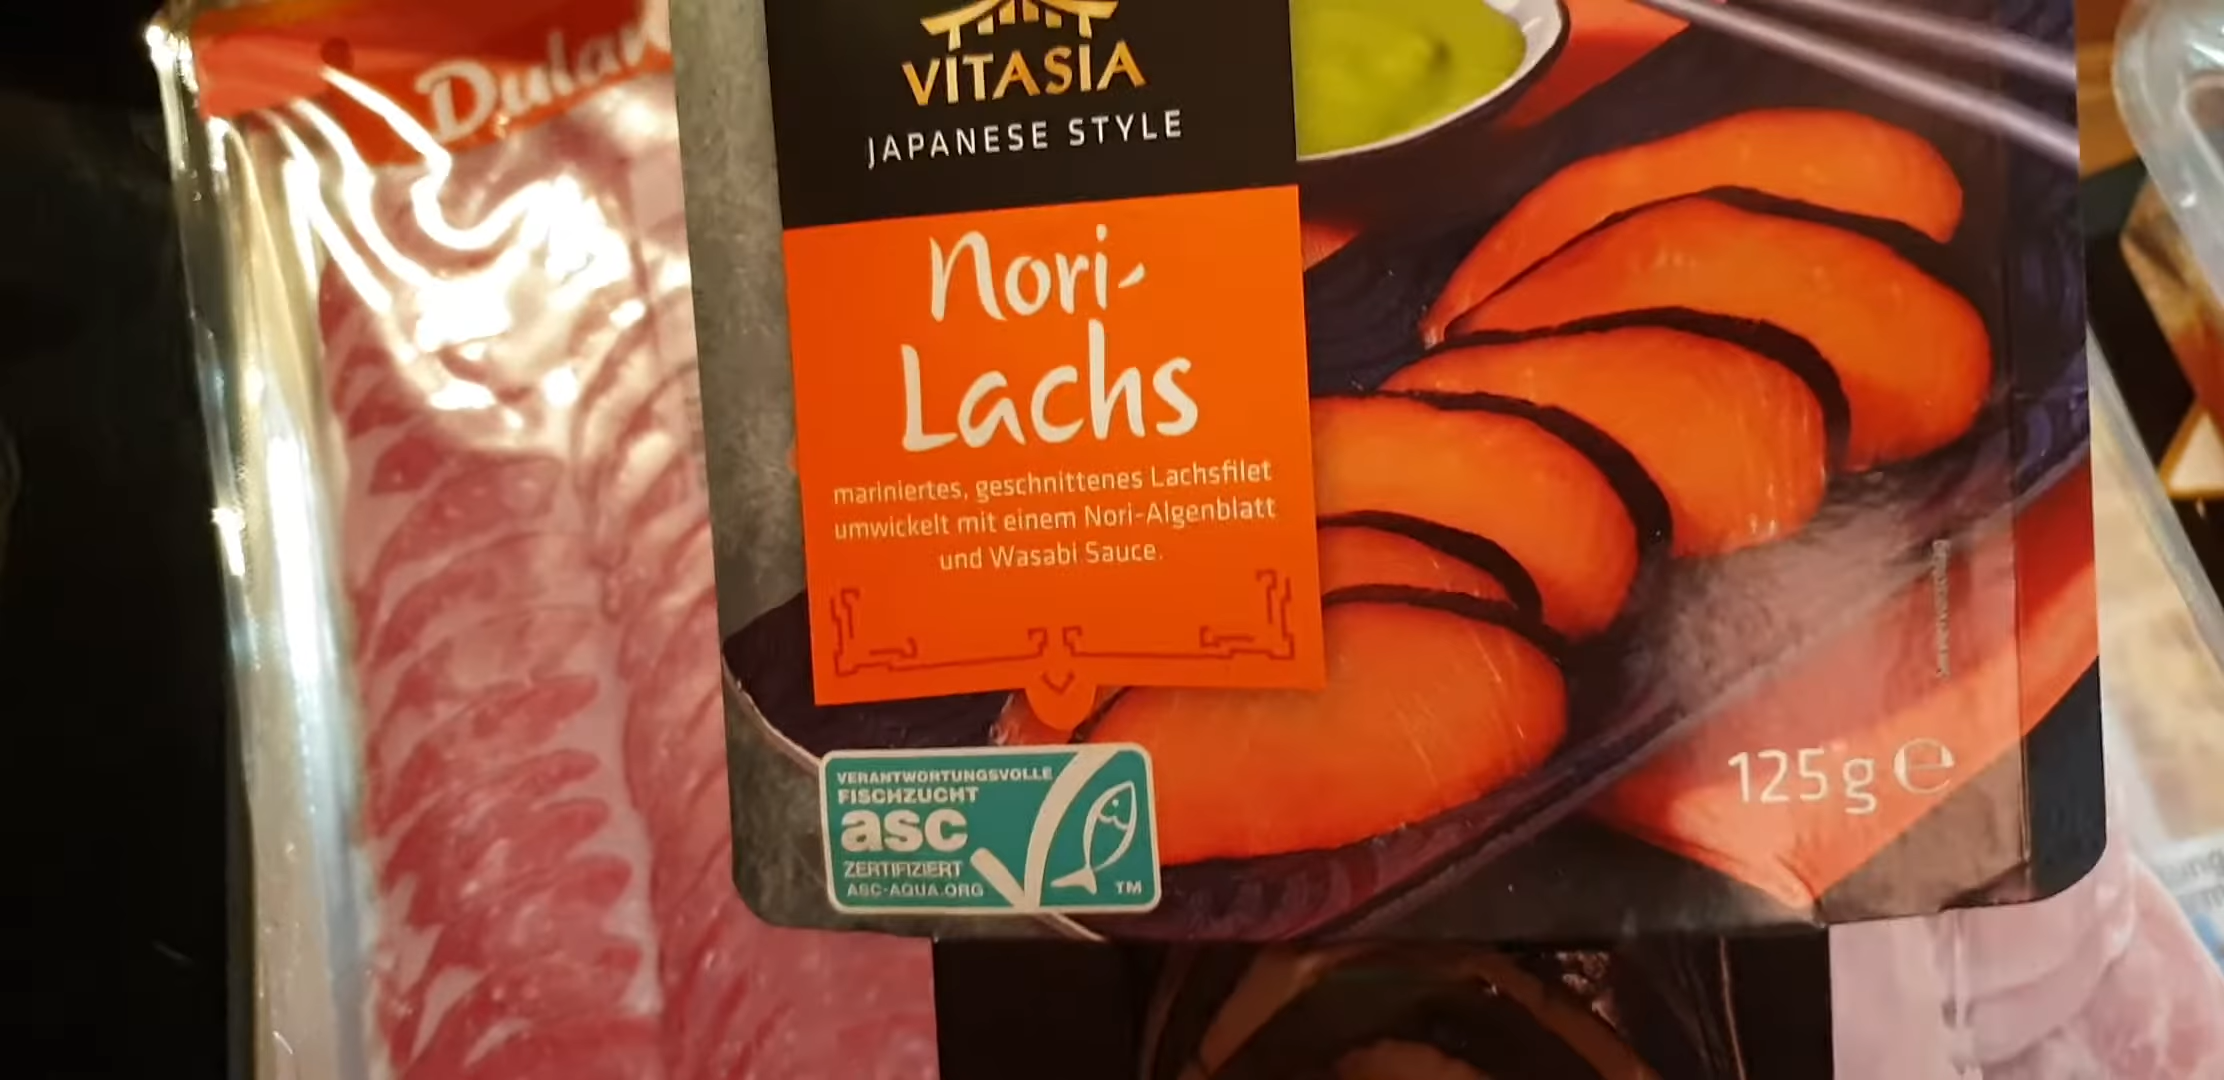 Dulan
VITASIA
JAPANESE STYLE
Nori-
Lachs
mariniertes, geschnittenes Lachsfilet
umwickelt mit einem Nori-Algenblatt
und Wasabi Sauce.
VERANTWORTUNGSVOLLE
FISCHZUCHT
asc
ZERTIFIZIERT
ASC-AQUA.ORG
TM
125 g e